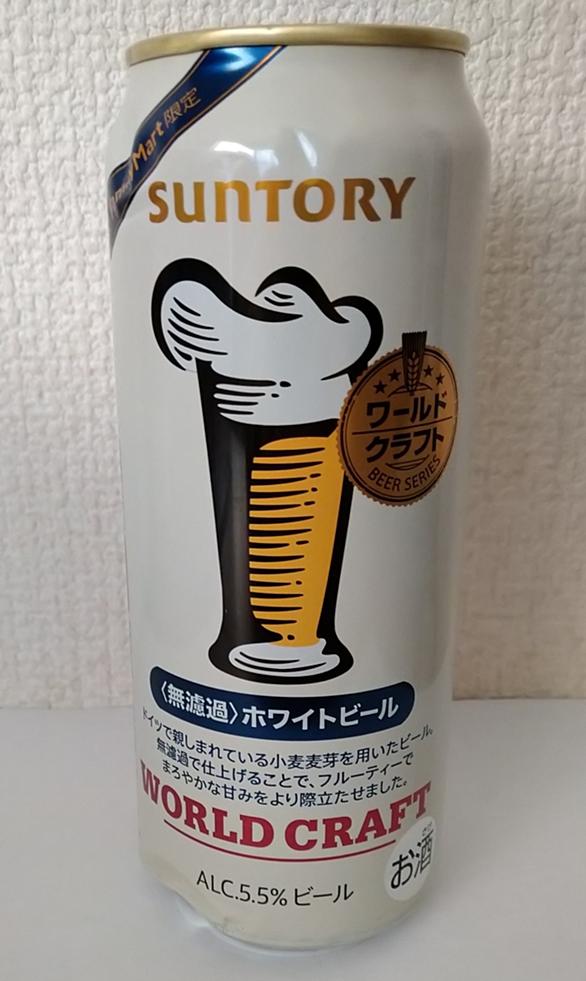 Mart 限定
SUNTORY
ワールド
クラフト
BEER SERIES
〈無濾過〉ホワイトビール
ドイツで親しまれている小麦麦芽を用いたビール。
無濾過で仕上げることで、フルーティーで
まろやかな甘みをより際立たせました。
WORLD CRAFT
お酒
ALC.5.5% ビール